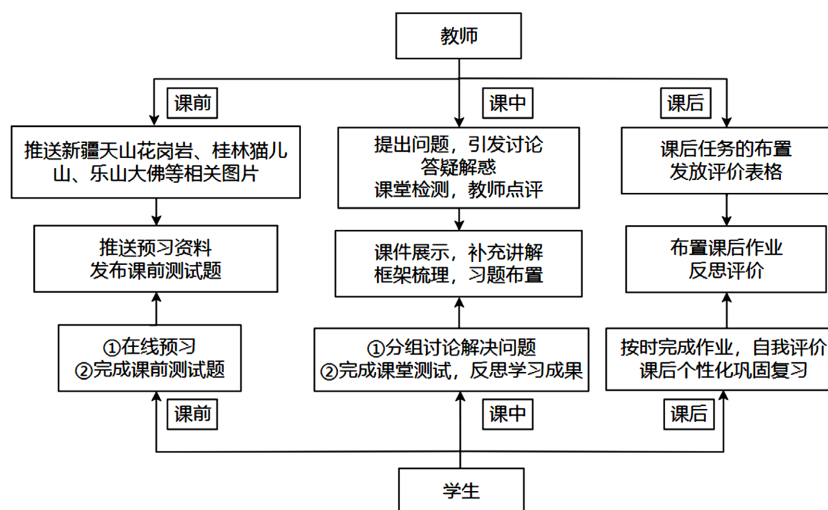 教师
课前
课中
课后
推送新疆天山花岗岩、桂林猫儿
山、乐山大佛等相关图片
提出问题，引发讨论
答疑解惑
课堂检测，教师点评
课后任务的布置
发放评价表格
推送预习资料
发布课前测试题
课件展示，补充讲解
框架梳理，习题布置
布置课后作业
反思评价
①在线预习
②完成课前测试题
①分组讨论解决问题
②完成课堂测试，反思学习成果
按时完成作业，自我评价
课后个性化巩固复习
课前
课中
课后
学生